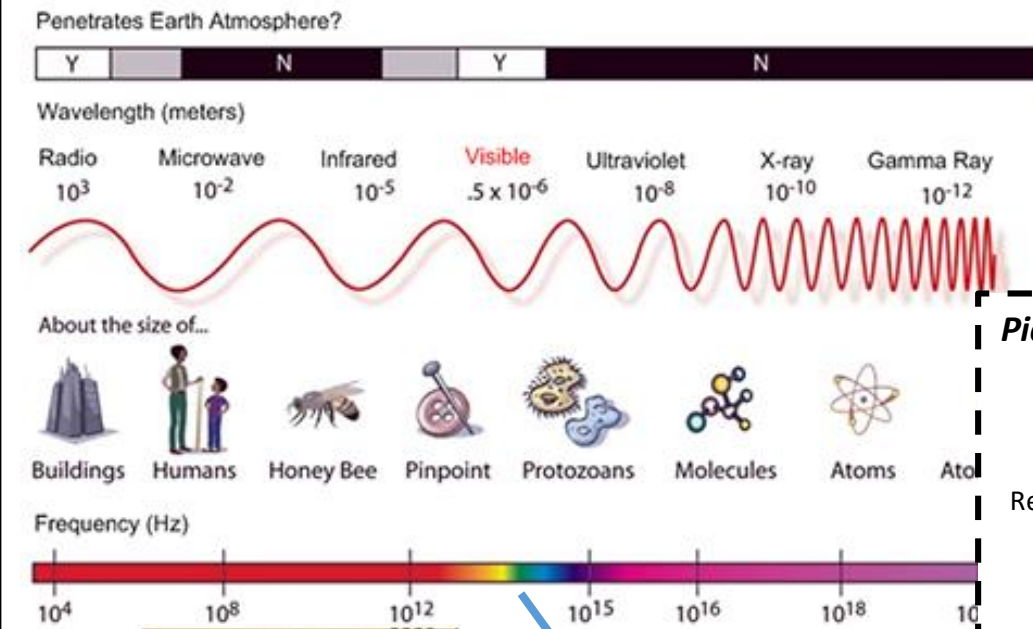 Penetrates Earth Atmosphere?
Y N Y N
Wavelength (meters)
Radio Microwave Infrared Visible Ultraviolet X-ray Gamma Ray
10³ 10⁻² 10⁻⁵ .5 x 10⁻⁶ 10⁻⁸ 10⁻¹⁰ 10⁻¹²
About the size of...
Buildings Humans Honey Bee Pinpoint Protozoans Molecules Atoms
Frequency (Hz)
10⁴ 10⁸ 10¹² 10¹⁵ 10¹⁶ 10¹⁸